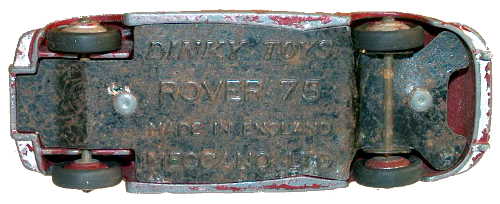 DINKY TOYS
ROVER 75
MADE IN ENGLAND
MECCANO LTD